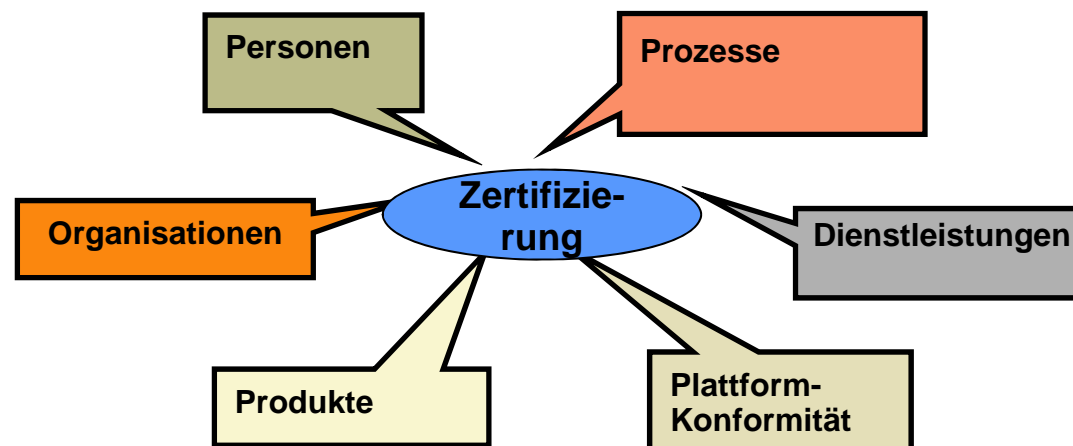 Personen
Prozesse
Zertifizie-
rung
Organisationen
Dienstleistungen
Produkte
Plattform-
Konformität